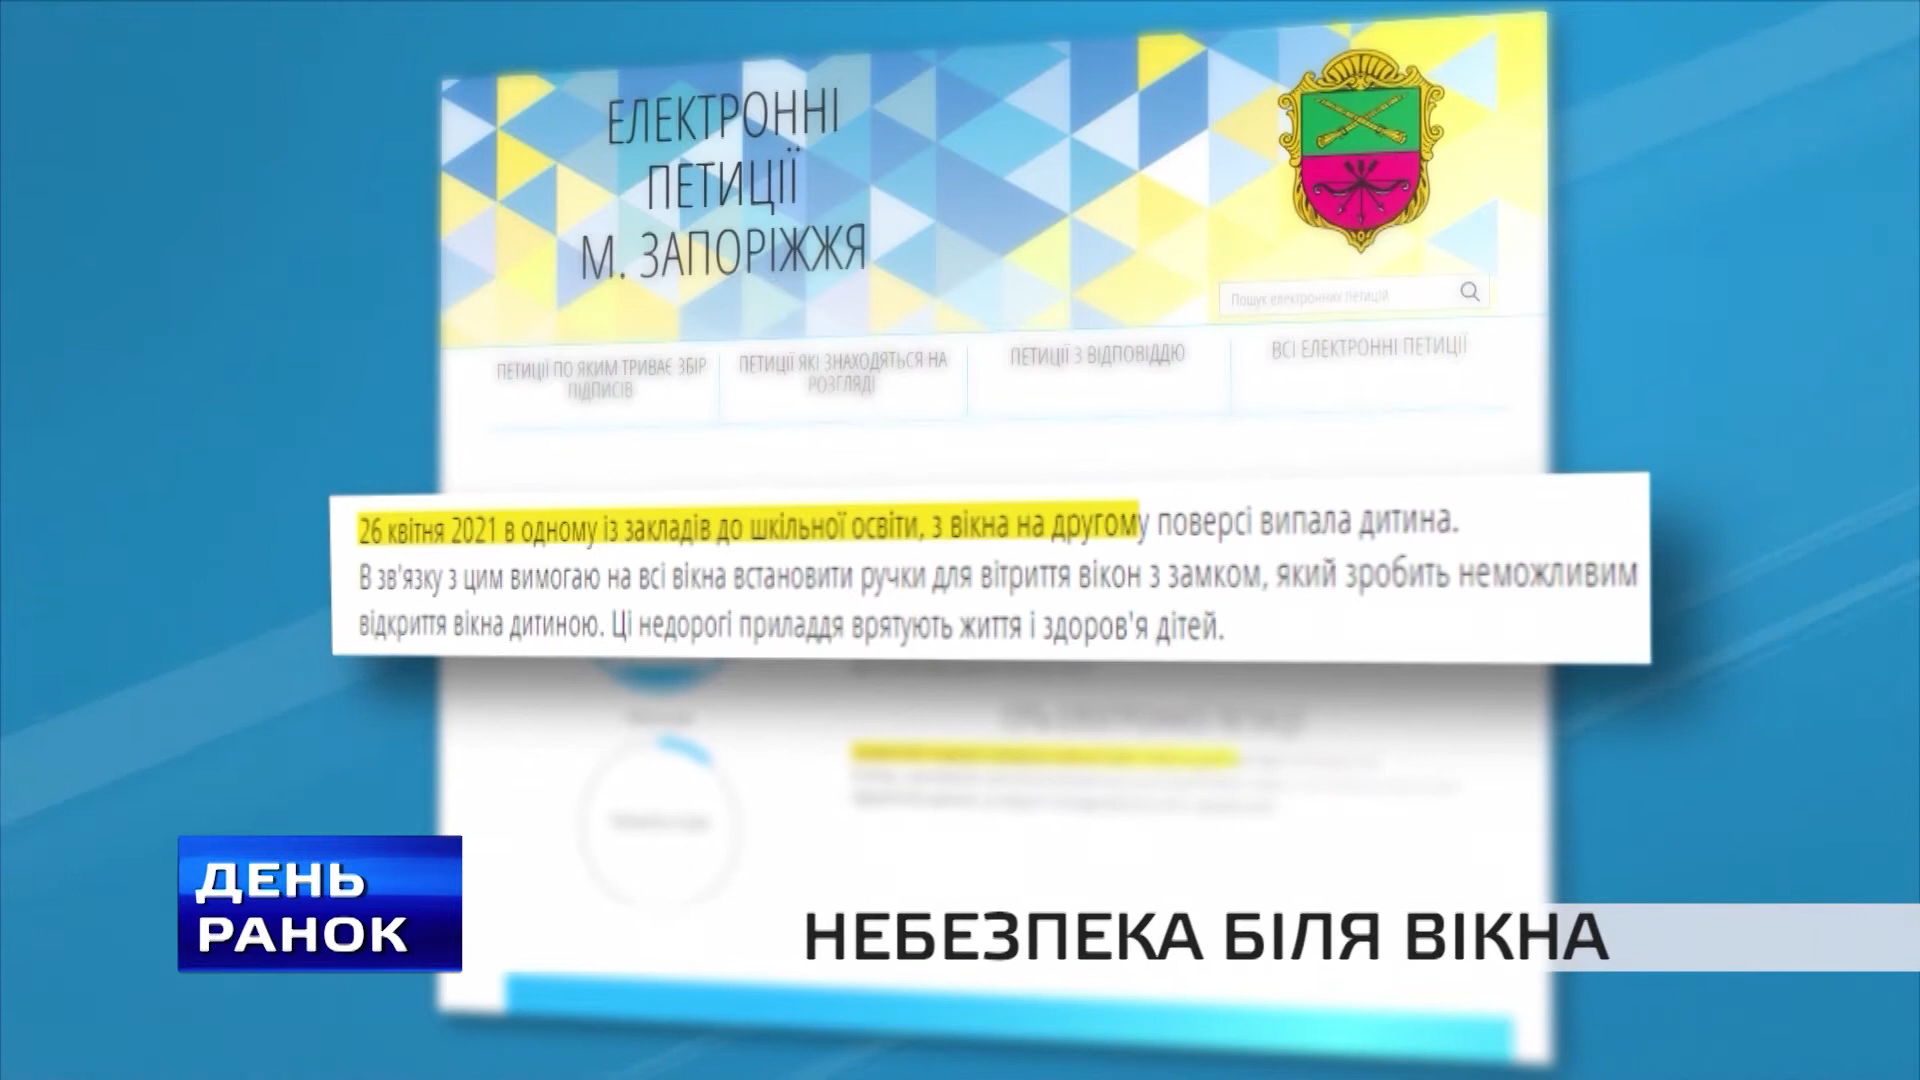 ЕЛЕКТРОННІ
ПЕТИЦІЇ
М. ЗАПОРІЖЖЯ
Пошук електронних петицій
ПЕТИЦІЇ ПО ЯКИМ ТРИВАЄ ЗБІР
ПІДПИСІВ
ПЕТИЦІЇ ЯКІ ЗНАХОДЯТЬСЯ НА
РОЗГЛЯДІ
ПЕТИЦІЇ З ВІДПОВІДДЮ
ВСІ ЕЛЕКТРОННІ ПЕТИЦІЇ
26 квітня 2021 в одному із закладів до шкільної освіти, з вікна на другому поверсі випала дитина.
В зв'язку з цим вимогаю на всі вікна встановити ручки для вітриття вікон з замком, який зробить неможливим
відкриття вікна дитиною. Ці недорогі приладдя врятують життя і здоров'я дітей.
ДЕНЬ
РАНОК
НЕБЕЗПЕКА БІЛЯ ВІКНА